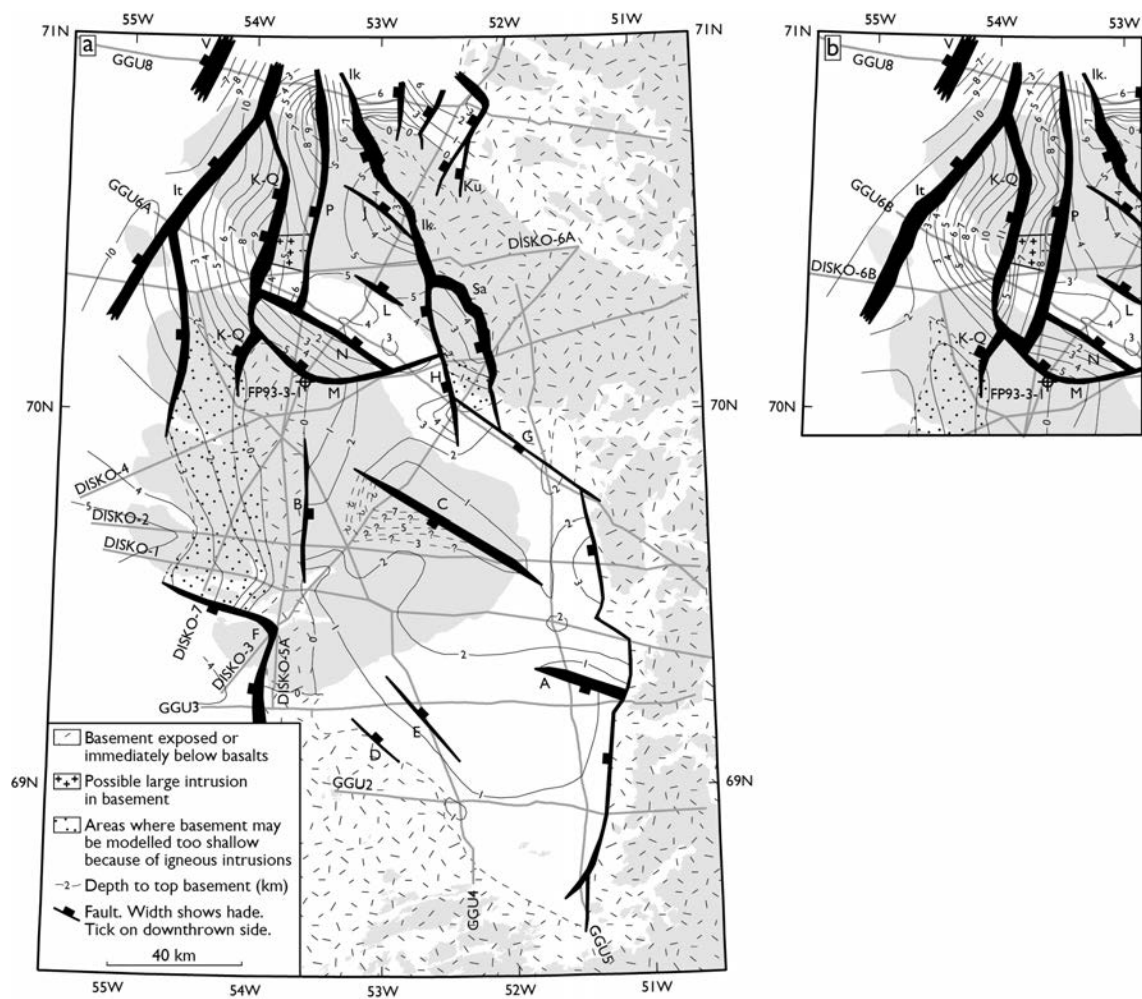 55W
54W
53W
52W
51W
71N
71N
a
V
GGU8
Ik
It
K-Q
P
J
Ik.
Ku
GGU6A
DISKO-6A
L
Sa
K-Q
N
FP93-3-1
M
H
70N
70N
G
DISKO-4
B
C
DISKO-2
DISKO-1
F
DISKO-7
DISKO-3
DISKO-5A
A
GGU3
E
D
69N
69N
GGU2
GGU4
GGU5
Basement exposed or
immediately below basalts
Possible large intrusion
in basement
Areas where basement may
be modelled too shallow
because of igneous intrusions
-2- Depth to top basement (km)
Fault. Width shows hade.
Tick on downthrown side.
40 km
55W
54W
53W
52W
51W
55W
54W
53W
71N
b
V
GGU8
Ik.
It
K-Q
P
J
GGU6B
DISKO-6B
L
K-Q
N
FP93-3-1
M
70N